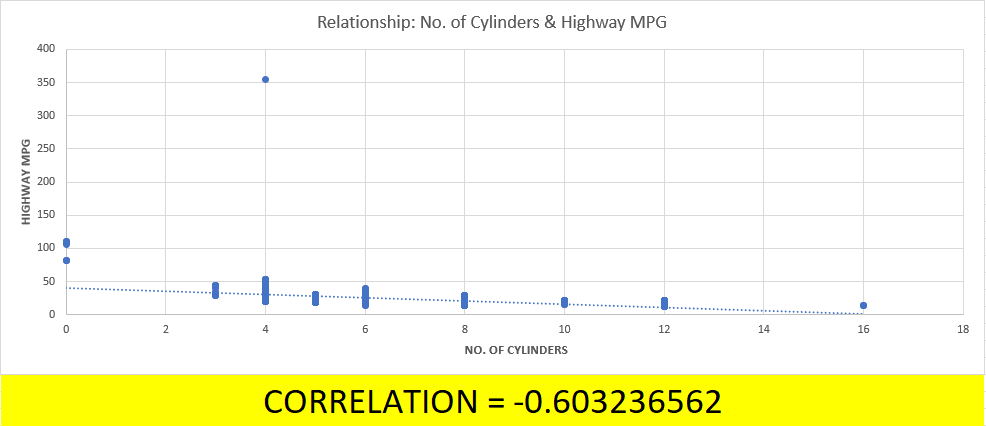 Relationship: No. of Cylinders & Highway MPG
400
350
300
250
200
150
100
50
0
HIGHWAY MPG
0 2 4 6 8 10 12 14 16 18
NO. OF CYLINDERS
CORRELATION = -0.603236562